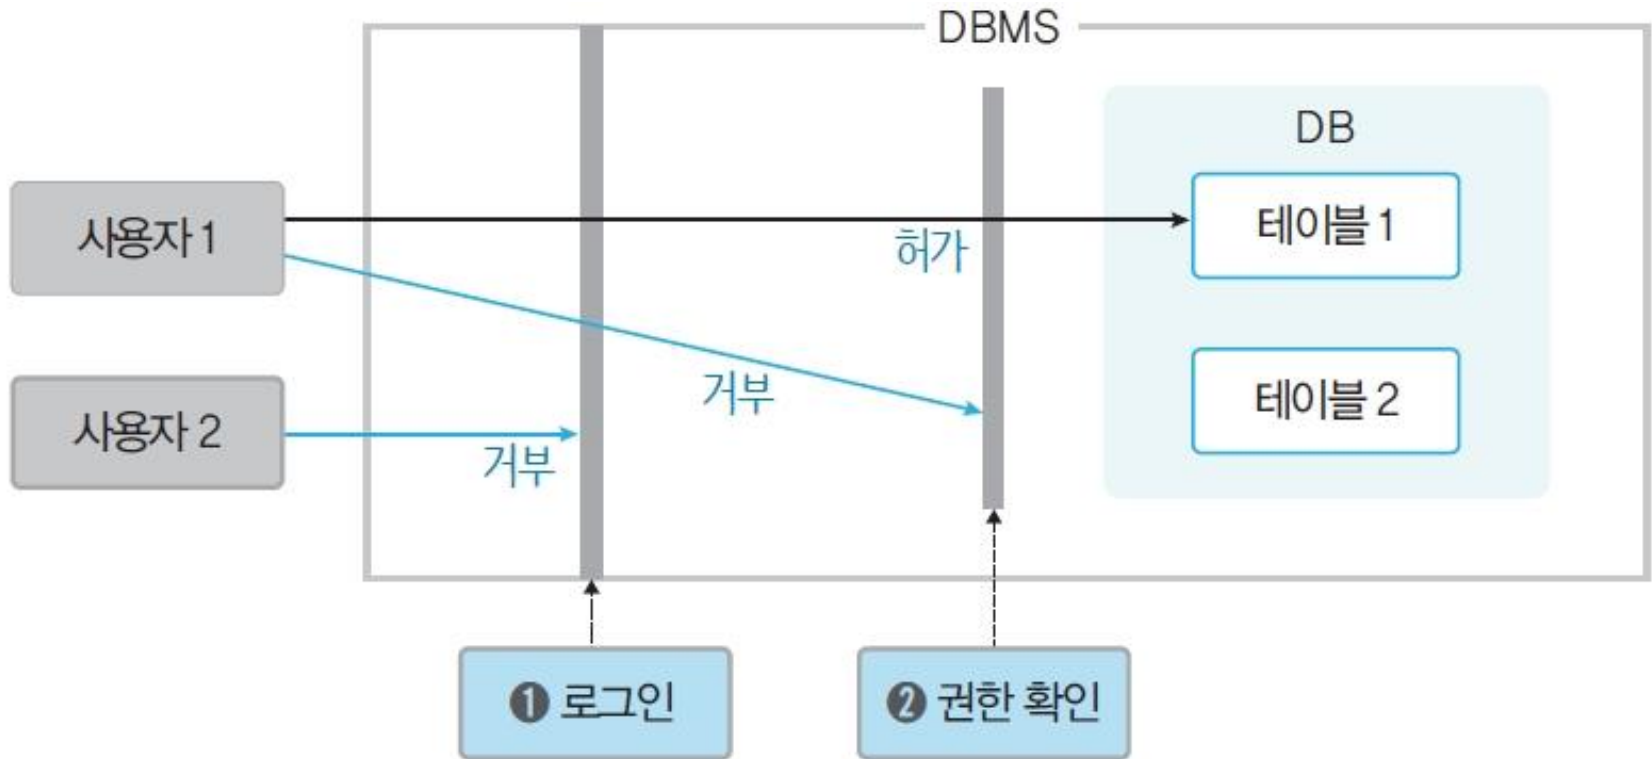 DBMS
DB
사용자 1
테이블 1
허가
거부
테이블 2
사용자 2
거부
❶ 로그인
❷ 권한 확인